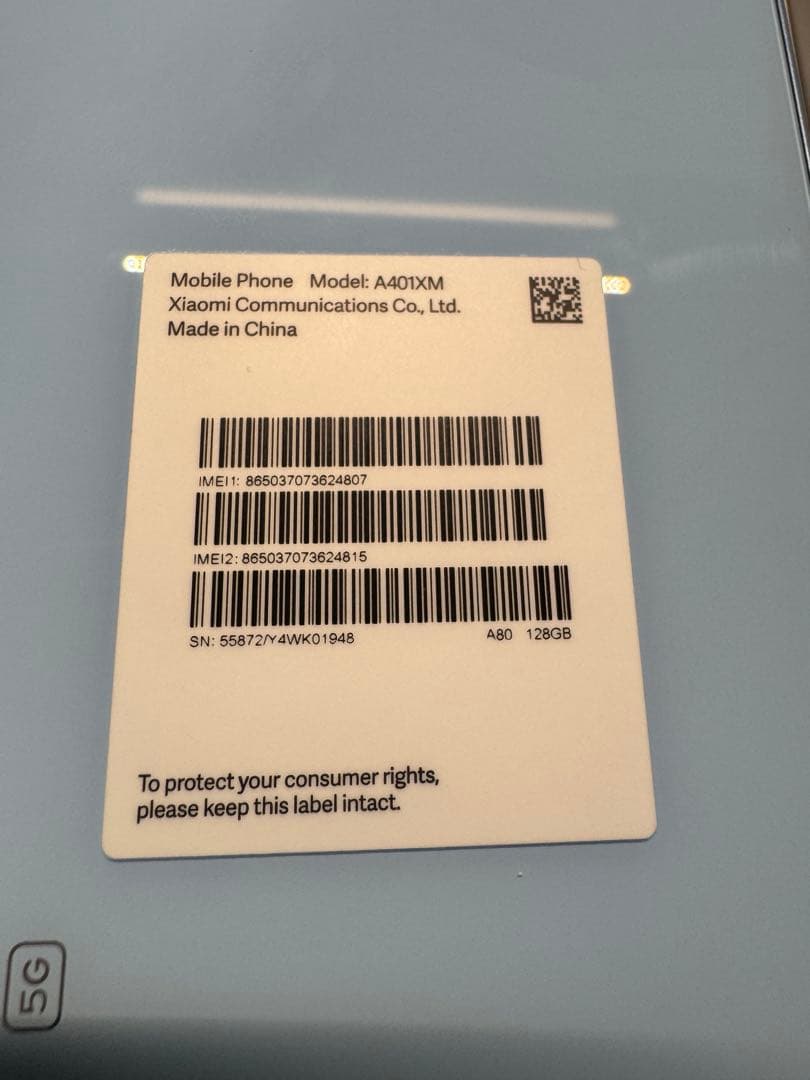 Mobile Phone Model: A401XM
Xiaomi Communications Co., Ltd.
Made in China
IMEI1: 865037073624807
IMEI2: 865037073624815
SN: 55872/Y4WK01948 A80 128GB
To protect your consumer rights,
please keep this label intact.
5G